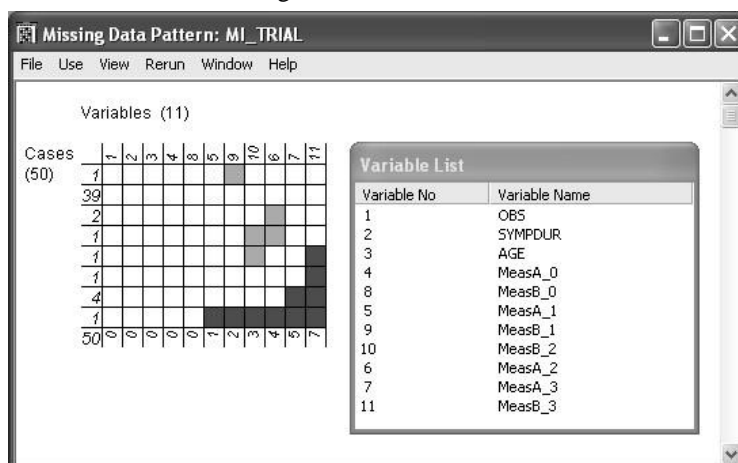 Missing Data Pattern: MI_TRIAL
File Use View Rerun Window Help
Variables (11)
Cases
(50)
1 2 3 4 8 5 9 10 6 7 11
1
39
2
1
1
1
4
1
50 0 0 0 0 0 1 2 3 4 5 7
Variable List
Variable No Variable Name
1 OBS
2 SYMPDUR
3 AGE
4 MeasA_0
8 MeasB_0
5 MeasA_1
9 MeasB_1
10 MeasB_2
6 MeasA_2
7 MeasA_3
11 MeasB_3